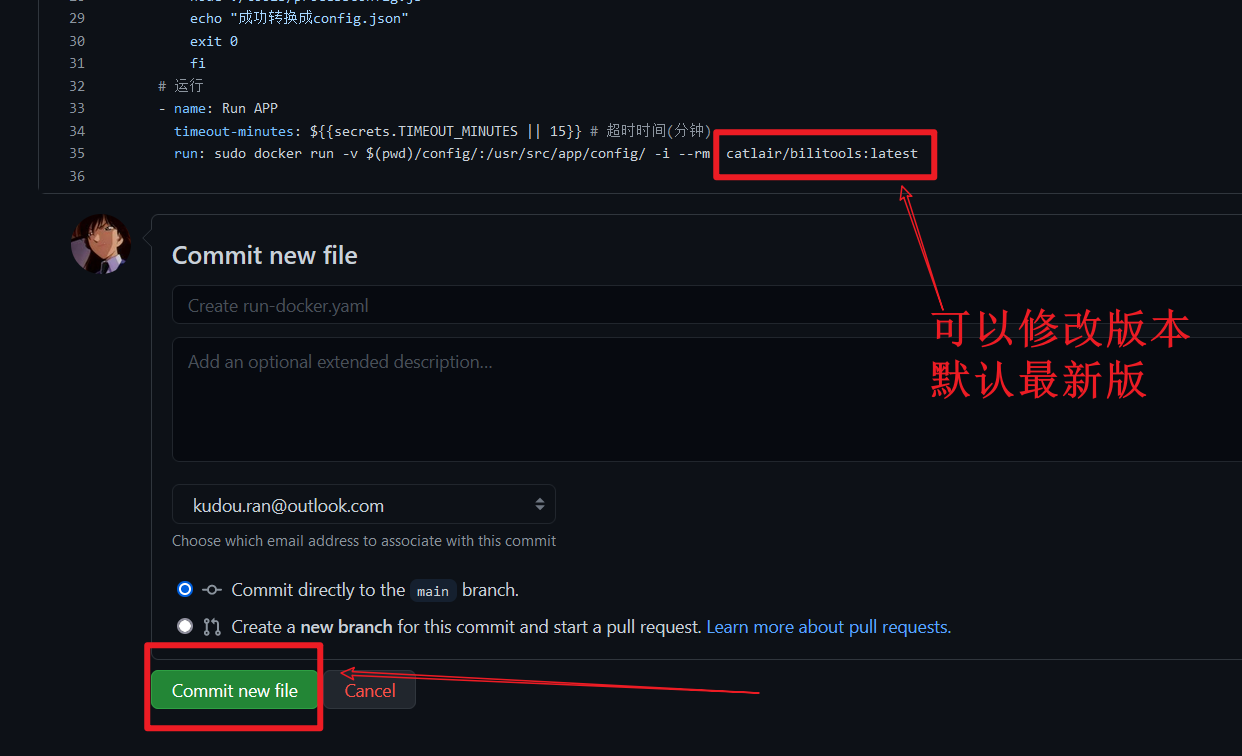 29 echo "成功转换成config.json"
30 exit 0
31 fi
32 # 运行
33 - name: Run APP
34 timeout-minutes: ${{secrets.TIMEOUT_MINUTES || 15}} # 超时时间(分钟)
35 run: sudo docker run -v $(pwd)/config/:/usr/src/app/config/ -i --rm catlair/bilitools:latest
36
Commit new file
Create run-docker.yaml
可以修改版本
Add an optional extended description...
默认最新版
kudou.ran@outlook.com
Choose which email address to associate with this commit
Commit directly to the main branch.
Create a new branch for this commit and start a pull request. Learn more about pull requests.
Commit new file Cancel